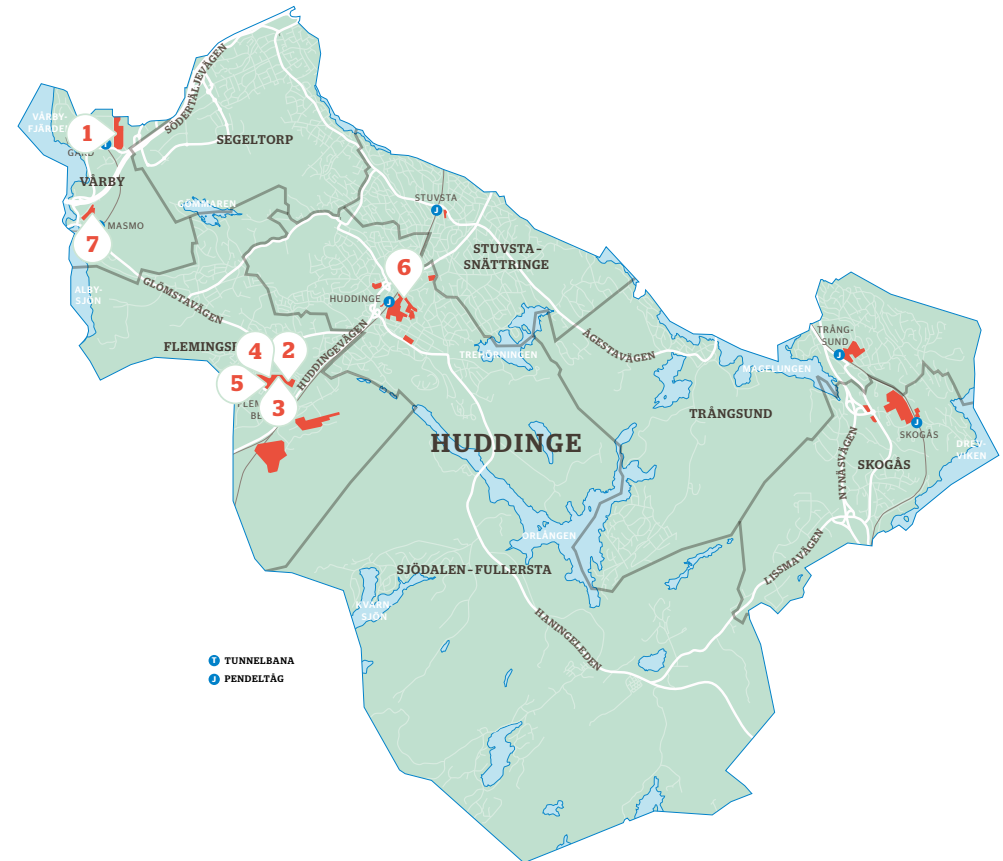 SÖDERTÄLJEVÄGEN
SEGELTORP
VÅRBY-
1
VÅRBY
GÖMMAREN
STUVSTA
MASMO
7
STUVSTA-
SNÄTTRINGE
6
ALBY-
SJÖN
GLÖMSTAVÄGEN
HUDDINGE
HUDDINGEVÄGEN
4
2
5
3
TREHÖRNINGEN
ÅGESTAVÄGEN
MAGELUNGEN
TRÅNG-
SUND
HUDDINGE
TRÅNGSUND
SKOGÅS
NYNÄSVÄGEN
SKOGÅS
DREV-
VIKEN
ORLÅNGEN
SJÖDALEN-FULLERSTA
LISSMAVÄGEN
KVARN-
SJÖN
HANINGELEDEN
T TUNNELBANA
J PENDELTÅG